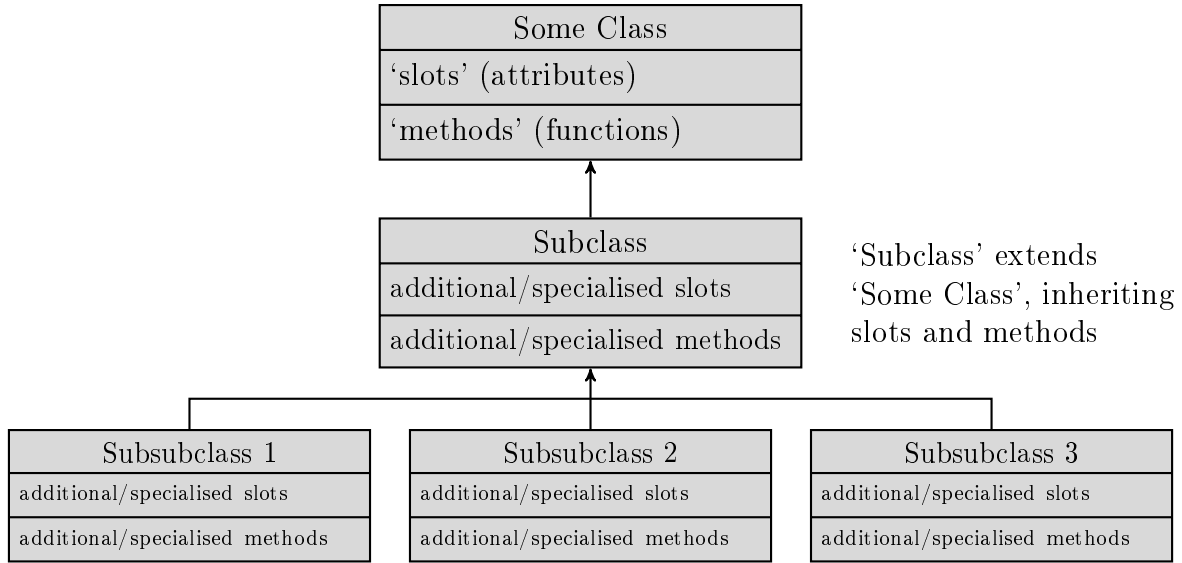 Some Class
‘slots’ (attributes)
‘methods’ (functions)
Subclass
additional/specialised slots
additional/specialised methods
‘Subclass’ extends
‘Some Class’, inheriting
slots and methods
Subsubclass 1
additional/specialised slots
additional/specialised methods
Subsubclass 2
additional/specialised slots
additional/specialised methods
Subsubclass 3
additional/specialised slots
additional/specialised methods